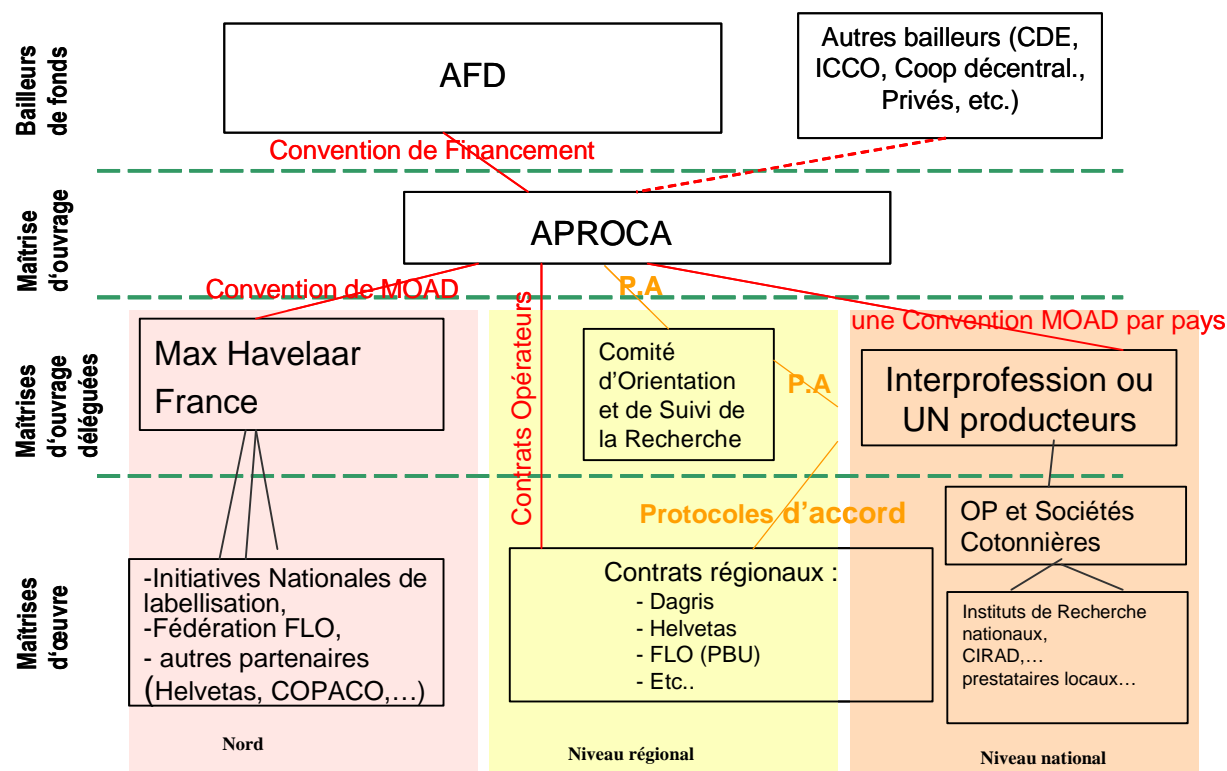 Bailleurs
de fonds
AFD
Autres bailleurs (CDE,
ICCO, Coop décentral.,
Privés, etc.)
Convention de Financement
Maîtrise
d'ouvrage
APROCA
Convention de MOAD
P.A
une Convention MOAD par pays
Contrats Opérateurs
Maîtrises
d'ouvrage
déléguées
Max Havelaar
France
Comité
d'Orientation
et de Suivi de
la Recherche
P.A
Interprofession ou
UN producteurs
Protocoles d'accord
OP et Sociétés
Cotonnières
Maîtrises
d'œuvre
-Initiatives Nationales de
labellisation,
-Fédération FLO,
- autres partenaires
(Helvetas, COPACO,…)
Contrats régionaux :
- Dagris
- Helvetas
- FLO (PBU)
- Etc..
Instituts de Recherche
nationaux,
CIRAD,…
prestataires locaux…
Nord
Niveau régional
Niveau national